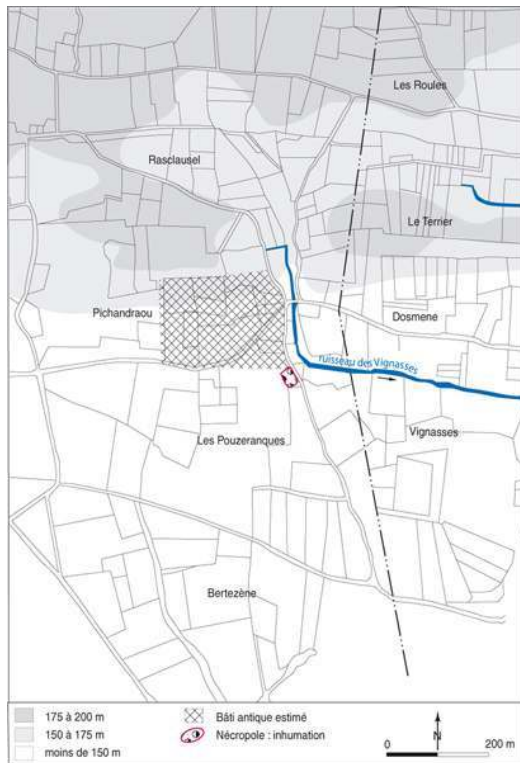 Les Roules
Rasclausel
Le Terrier
Pichandraou
Dosmene
ruisseau des Vignasses
Les Pouzeranques
Vignasses
Bertezène
175 à 200 m
150 à 175 m
moins de 150 m
Bâti antique estimé
Nécropole : inhumation
N
0 200 m